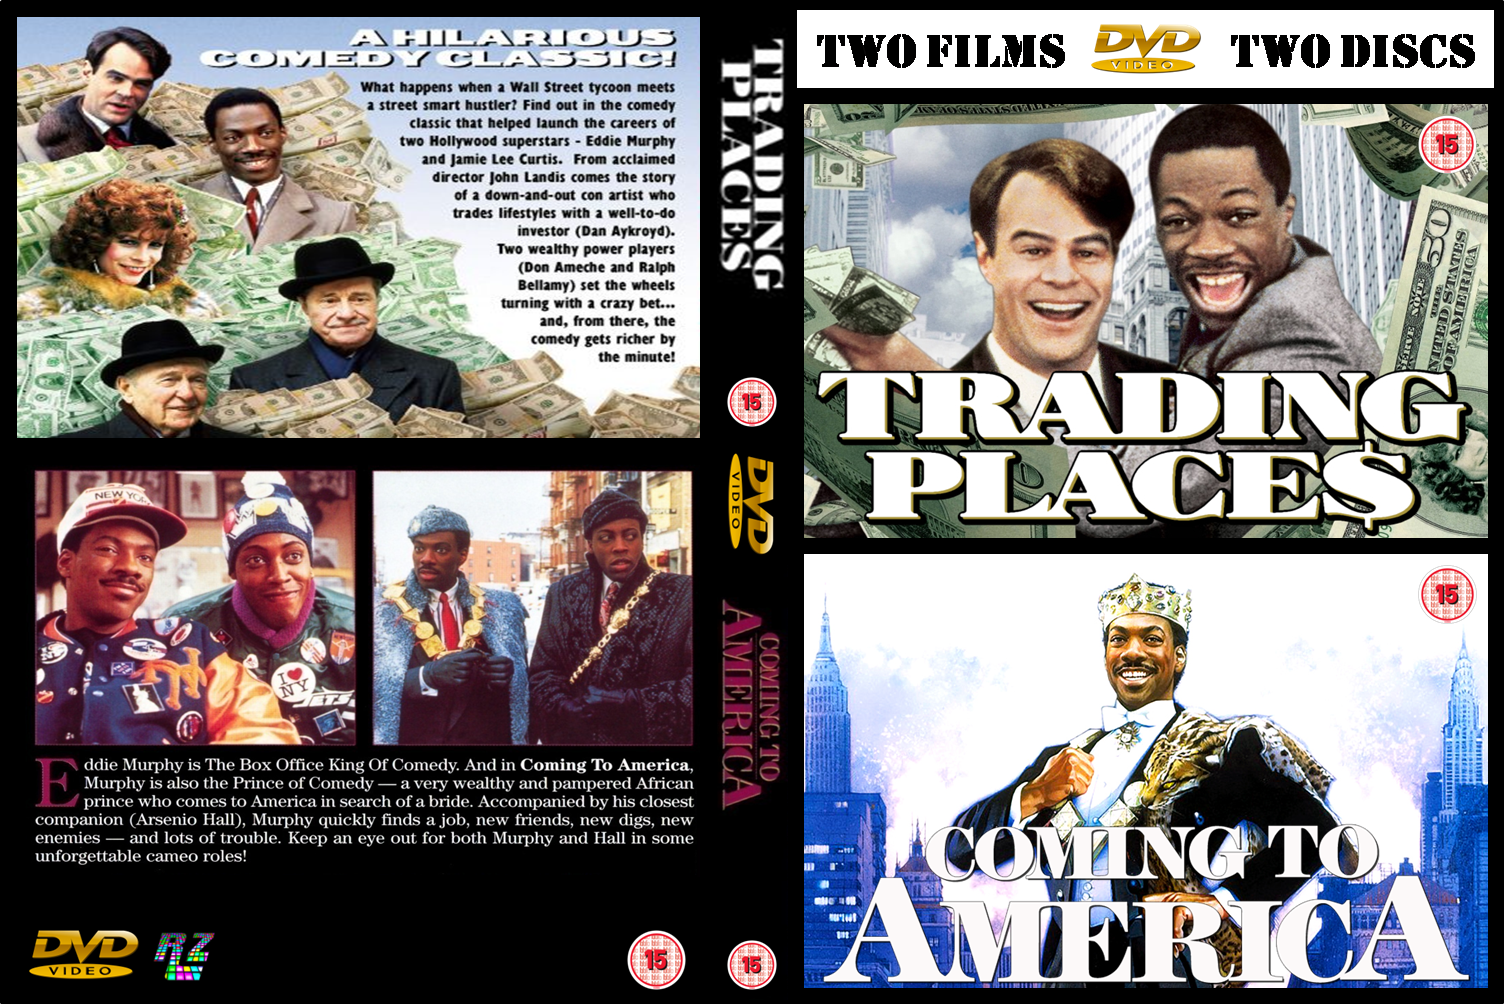 A HILARIOUS
COMEDY CLASSIC!
What happens when a Wall Street tycoon meets
a street smart hustler? Find out in the comedy
classic that helped launch the careers of
two Hollywood superstars - Eddie Murphy
and Jamie Lee Curtis. From acclaimed
director John Landis comes the story
of a down-and-out con artist who
trades lifestyles with a well-to-do
investor (Dan Aykroyd).
Two wealthy power players
(Don Ameche and Ralph
Bellamy) set the wheels
turning with a crazy bet...
and, from there, the
comedy gets richer by
the minute!
NEW YO
I NY
JETS
Eddie Murphy is The Box Office King Of Comedy. And in Coming To America,
Murphy is also the Prince of Comedy — a very wealthy and pampered African
prince who comes to America in search of a bride. Accompanied by his closest
companion (Arsenio Hall), Murphy quickly finds a job, new friends, new digs, new
enemies — and lots of trouble. Keep an eye out for both Murphy and Hall in some
unforgettable cameo roles!
DVD
VIDEO
15
TRADING
PLACES
15
DVD
VIDEO
COMING TO
AMERICA
15
TWO FILMS
DVD
VIDEO
TWO DISCS
15
UNITED STATES
OF AMERICA
TRADING
PLACE$
15
COMING TO
AMERICA